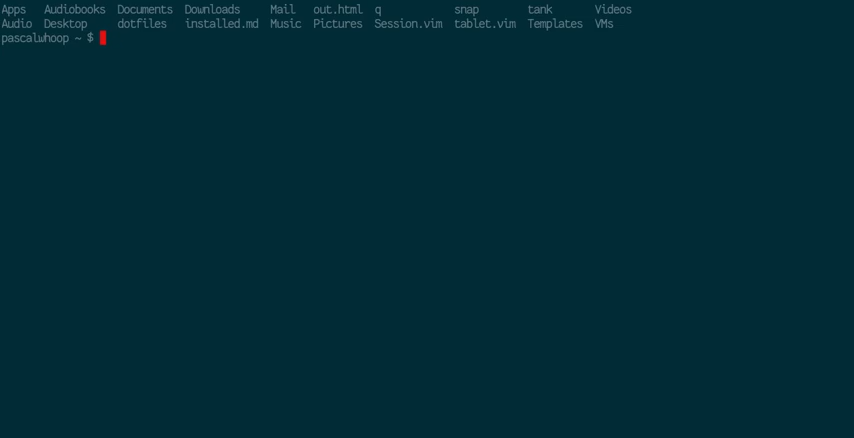 Apps Audiobooks Documents Downloads Mail out.html q snap tank Videos
Audio Desktop dotfiles installed.md Music Pictures Session.vim tablet.vim Templates VMs
pascalwhoop ~ $